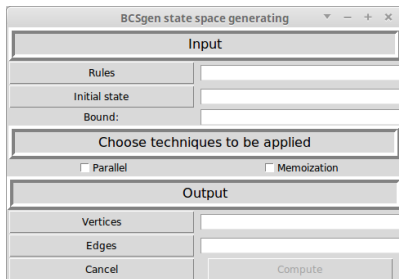 BCSgen state space generating
Input
Rules
Initial state
Bound:
Choose techniques to be applied
Parallel Memoization
Output
Vertices
Edges
Cancel Compute